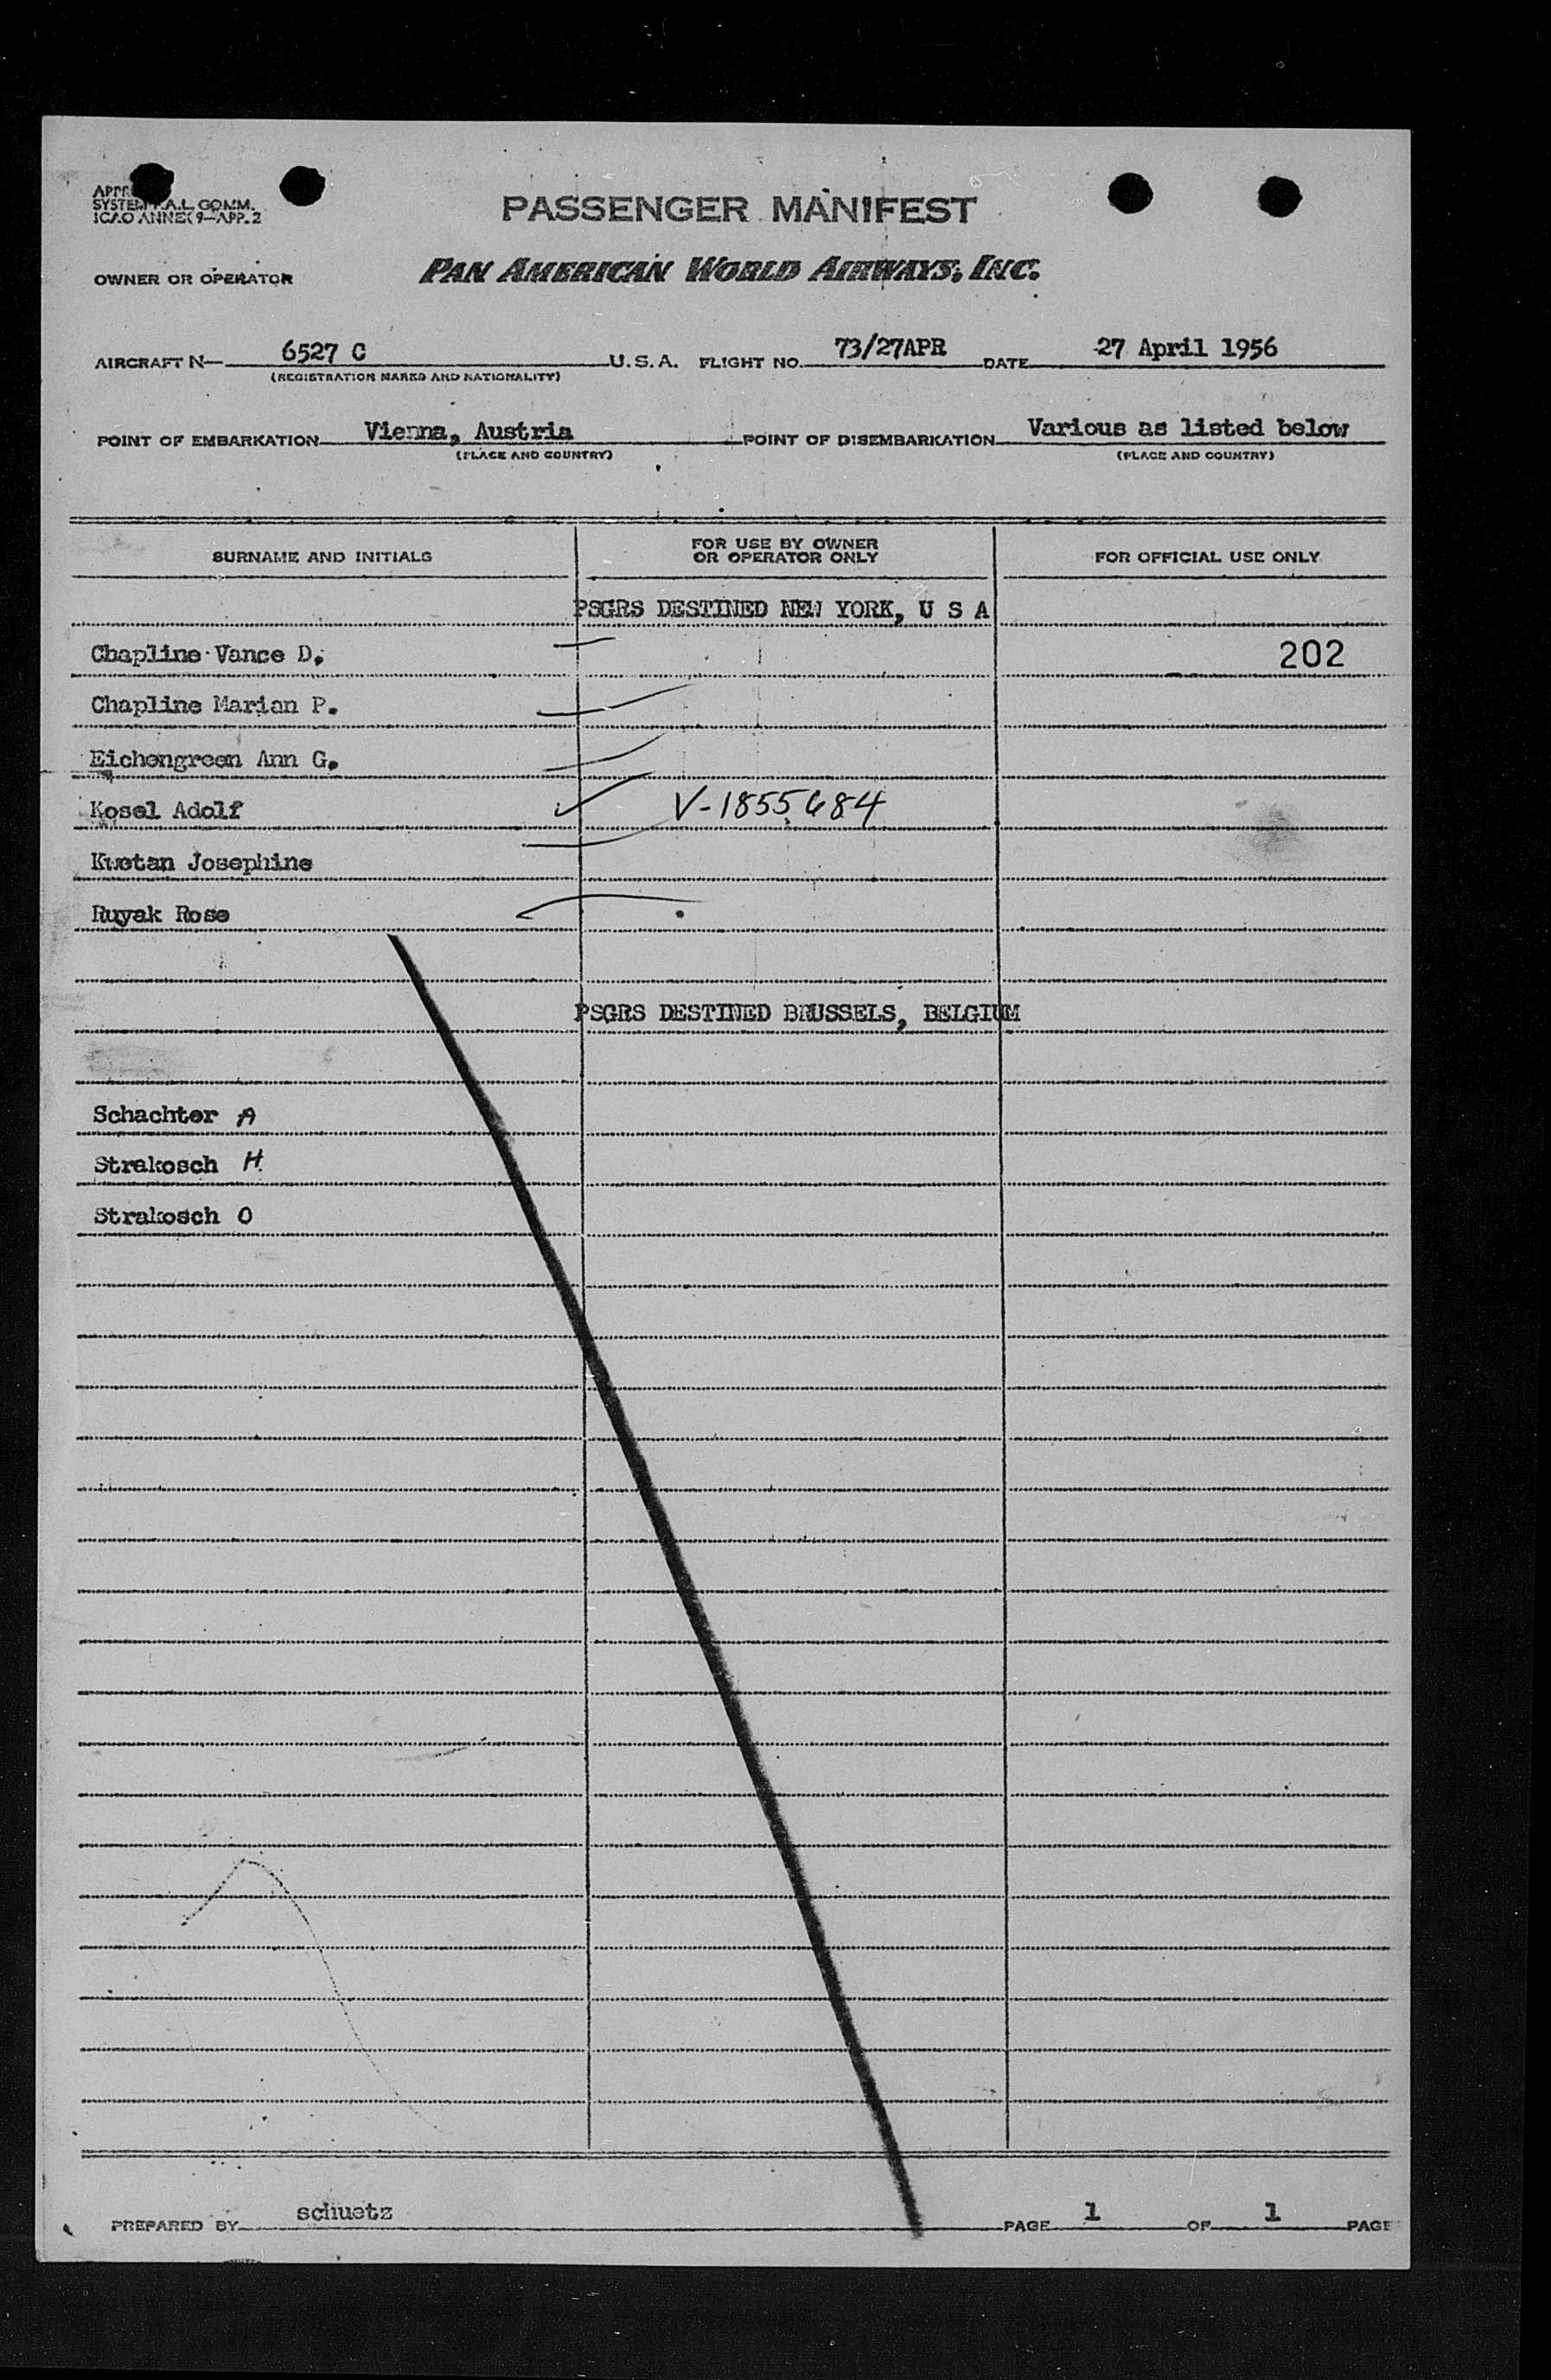 SYSTEM F.A.L. COMM.
ICAO ANNEX 9—APP. 2
PASSENGER MANIFEST
OWNER OR OPERATOR PAN AMERICAN WORLD AIRWAYS, INC.
AIRCRAFT N— 6527 C U. S. A. FLIGHT NO. 73/27APR DATE 27 April 1956
(REGISTRATION MARKS AND NATIONALITY)
POINT OF EMBARKATION Vienna, Austria POINT OF DISEMBARKATION Various as listed below
(PLACE AND COUNTRY) (PLACE AND COUNTRY)
SURNAME AND INITIALS FOR USE BY OWNER OR OPERATOR ONLY FOR OFFICIAL USE ONLY
PSGRS DESTINED NEW YORK, U S A
Chapline Vance D. 202
Chapline Marian P.
Eichengreen Ann G.
Kosel Adolf V-1855684
Kwetan Josephine
Ruyak Rose
PSGRS DESTINED BRUSSELS, BELGIUM
Schachter A
Strakosch H
Strakosch O
PREPARED BY schuetz PAGE 1 OF 1 PAGE